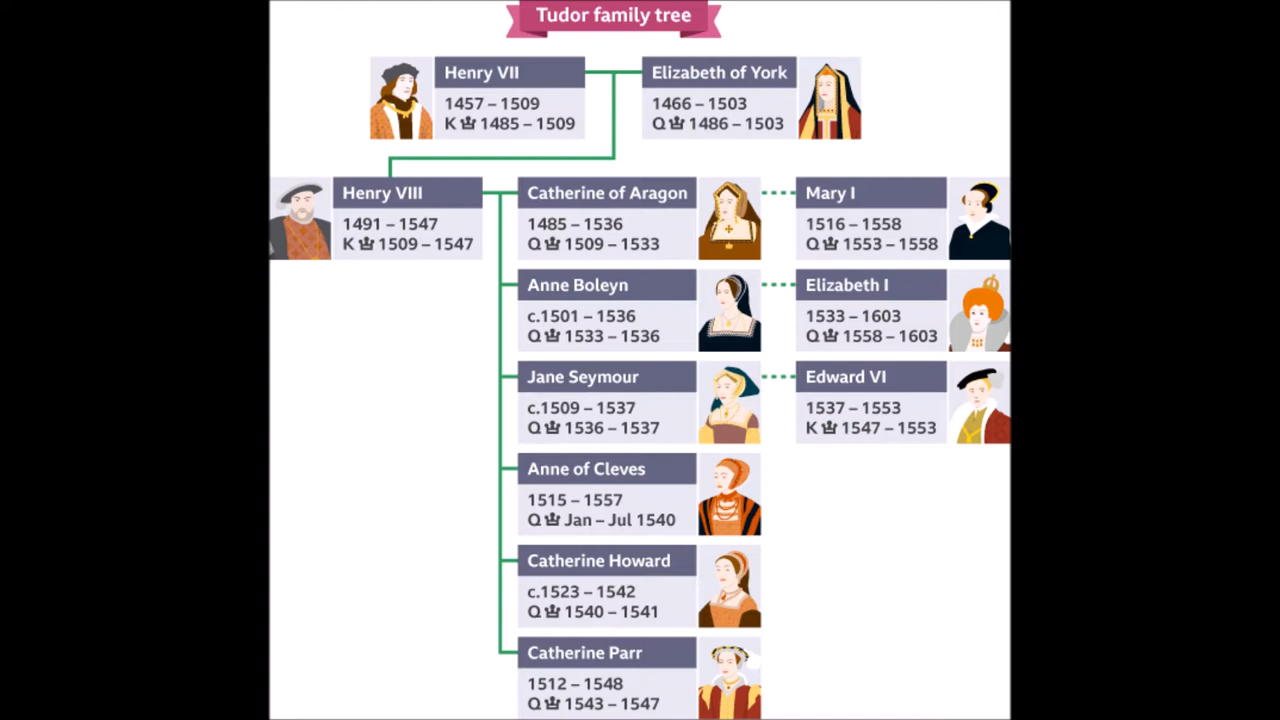 Tudor family tree
Henry VII
1457 – 1509
K 1485 – 1509
Elizabeth of York
1466 – 1503
Q 1486 – 1503
Henry VIII
1491 – 1547
K 1509 – 1547
Catherine of Aragon
1485 – 1536
Q 1509 – 1533
Mary I
1516 – 1558
Q 1553 – 1558
Anne Boleyn
c.1501 – 1536
Q 1533 – 1536
Elizabeth I
1533 – 1603
Q 1558 – 1603
Jane Seymour
c.1509 – 1537
Q 1536 – 1537
Edward VI
1537 – 1553
K 1547 – 1553
Anne of Cleves
1515 – 1557
Q Jan – Jul 1540
Catherine Howard
c.1523 – 1542
Q 1540 – 1541
Catherine Parr
1512 – 1548
Q 1543 – 1547